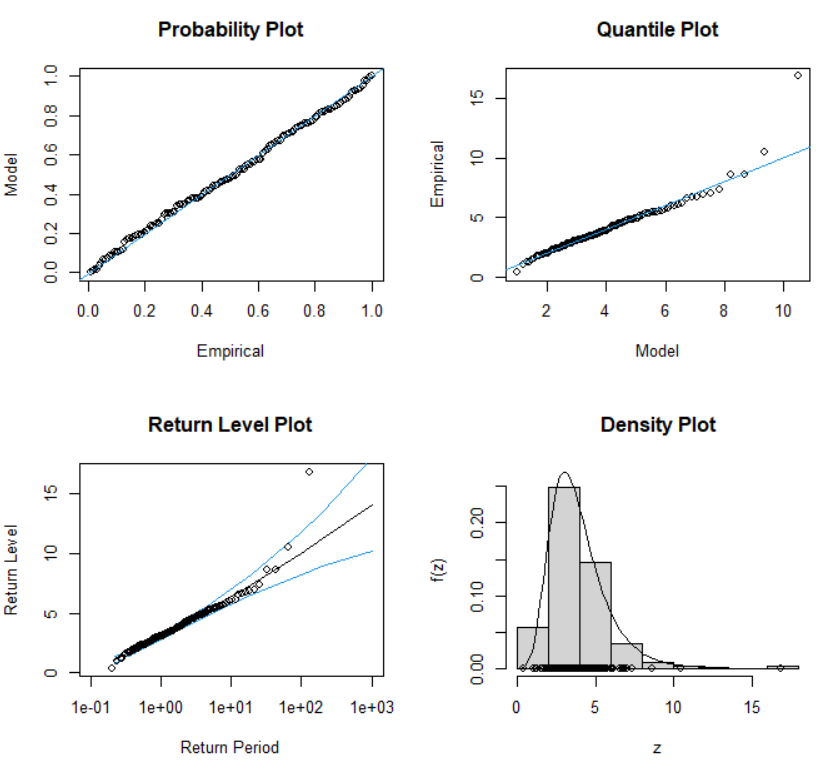 Probability Plot
Model
0.0 0.2 0.4 0.6 0.8 1.0
0.0 0.2 0.4 0.6 0.8 1.0
Empirical
Quantile Plot
Empirical
0 5 10 15
2 4 6 8 10
Model
Return Level Plot
Return Level
0 5 10 15
1e-01 1e+00 1e+01 1e+02 1e+03
Return Period
Density Plot
f(z)
0.00 0.10 0.20
0 5 10 15
z